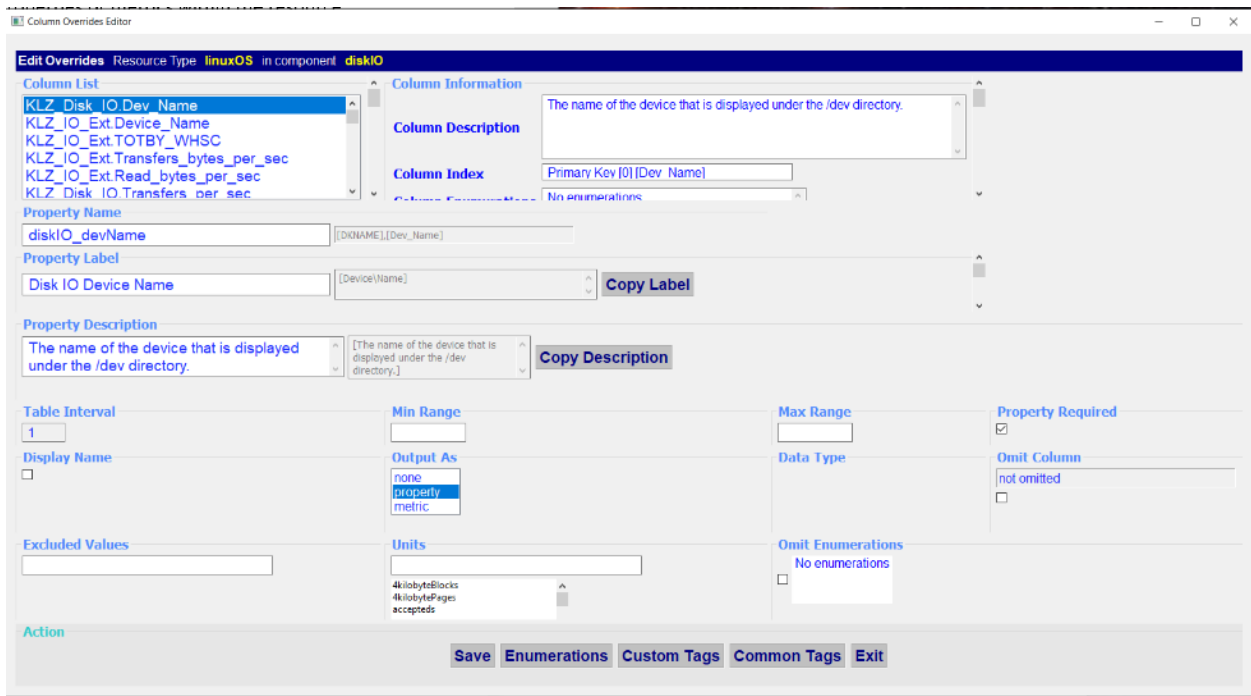 Column Overrides Editor
Edit Overrides Resource Type linuxOS in component diskIO
Column List
KLZ_Disk_IO.Dev_Name
KLZ_IO_Ext.Device_Name
KLZ_IO_Ext.TOTBY_WHSC
KLZ_IO_Ext.Transfers_bytes_per_sec
KLZ_IO_Ext.Read_bytes_per_sec
KLZ_Disk_IO.Transfers_per_sec
Column Information
Column Description
The name of the device that is displayed under the /dev directory.
Column Index
Primary Key [0] [Dev_Name]
Column Enumurations
No enumerations
Property Name
diskIO_devName
[DKNAME],[Dev_Name]
Property Label
Disk IO Device Name
[Device\Name]
Copy Label
Property Description
The name of the device that is displayed
under the /dev directory.
[The name of the device that is
displayed under the /dev
directory.]
Copy Description
Table Interval
1
Min Range
Max Range
Property Required
Display Name
Output As
none
property
metric
Data Type
Omit Column
not omitted
Excluded Values
Units
4kilobyteBlocks
4kilobytePages
accepteds
Omit Enumerations
No enumerations
Action
Save Enumerations Custom Tags Common Tags Exit